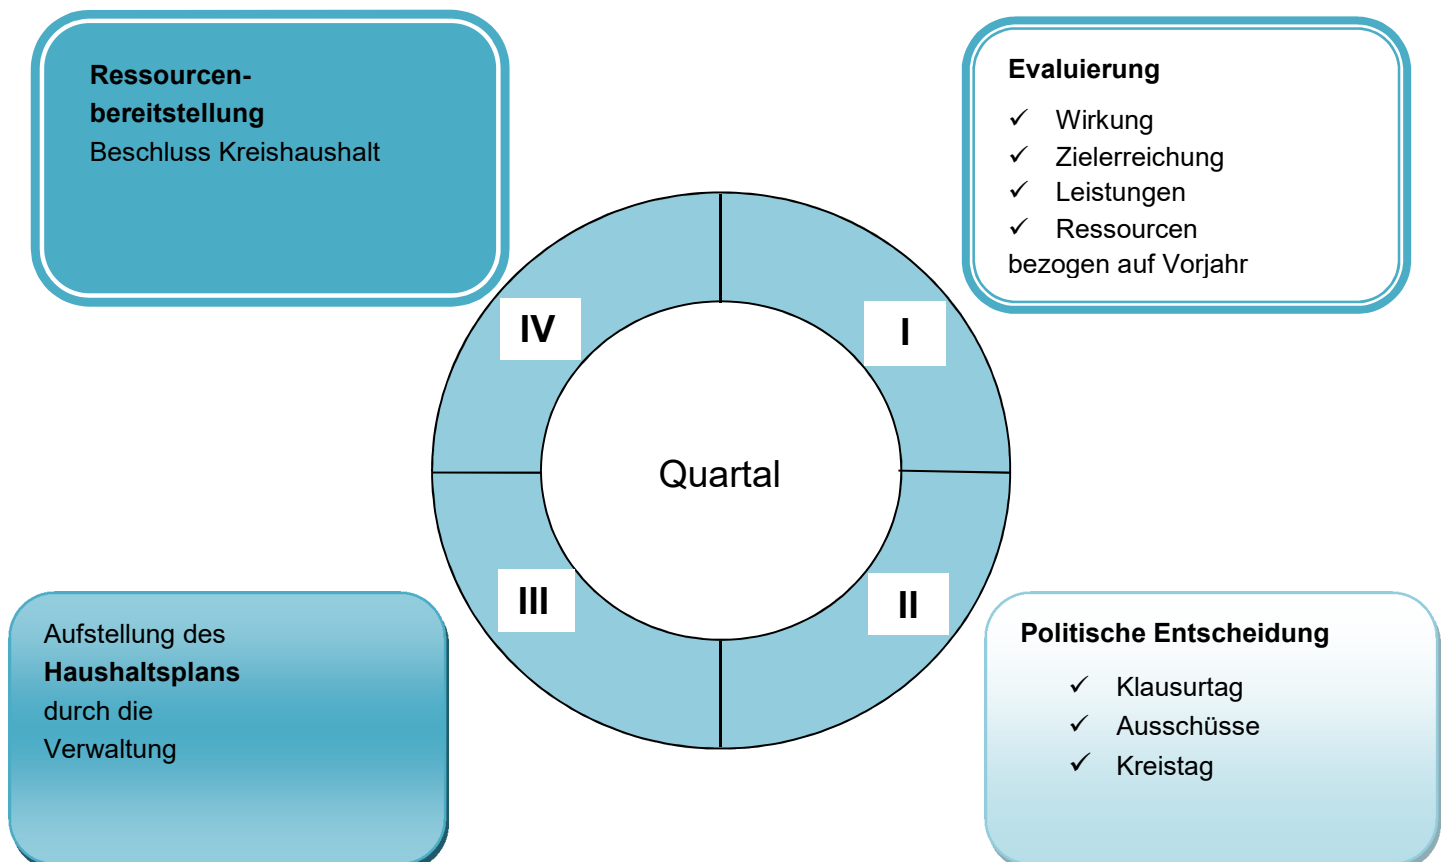 Ressourcen-
bereitstellung
Beschluss Kreishaushalt
Evaluierung
✓ Wirkung
✓ Zielerreichung
✓ Leistungen
✓ Ressourcen
bezogen auf Vorjahr
IV
I
Quartal
III
II
Aufstellung des
Haushaltsplans
durch die
Verwaltung
Politische Entscheidung
✓ Klausurtag
✓ Ausschüsse
✓ Kreistag